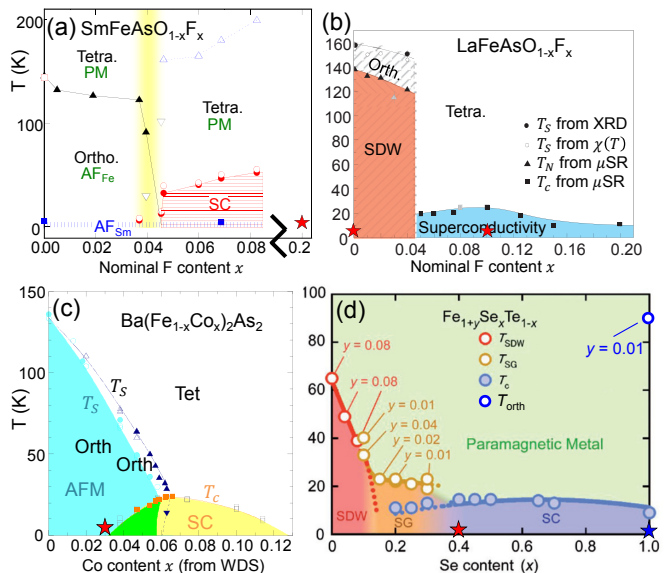 (a) SmFeAsO1-xFx
T (K)
200
100
0
Tetra.
PM
Tetra.
PM
Ortho.
AFFe
SC
AFSm
0.00 0.02 0.04 0.06 0.08 0.20
Nominal F content x
(b) LaFeAsO1-xFx
T (K)
160
140
120
100
80
60
40
20
0
Orth.
Tetra.
SDW
TS from XRD
TS from χ(T)
TN from μSR
Tc from μSR
Superconductivity
0.00 0.04 0.08 0.12 0.16 0.20
Nominal F content x
(c) Ba(Fe1-xCox)2As2
T (K)
150
100
50
0
TS
TS
Tet
Orth
Orth
AFM
Tc
SC
0.00 0.02 0.04 0.06 0.08 0.10 0.12
Co content x (from WDS)
(d) Fe1+ySexTe1-x
T (K)
100
80
60
40
20
0
TSDW
TSG
Tc
Torth
y = 0.08
y = 0.08
y = 0.01
y = 0.04
y = 0.02
y = 0.01
y = 0.01
Paramagnetic Metal
SDW
SG
SC
0.0 0.2 0.4 0.6 0.8 1.0
Se content (x)